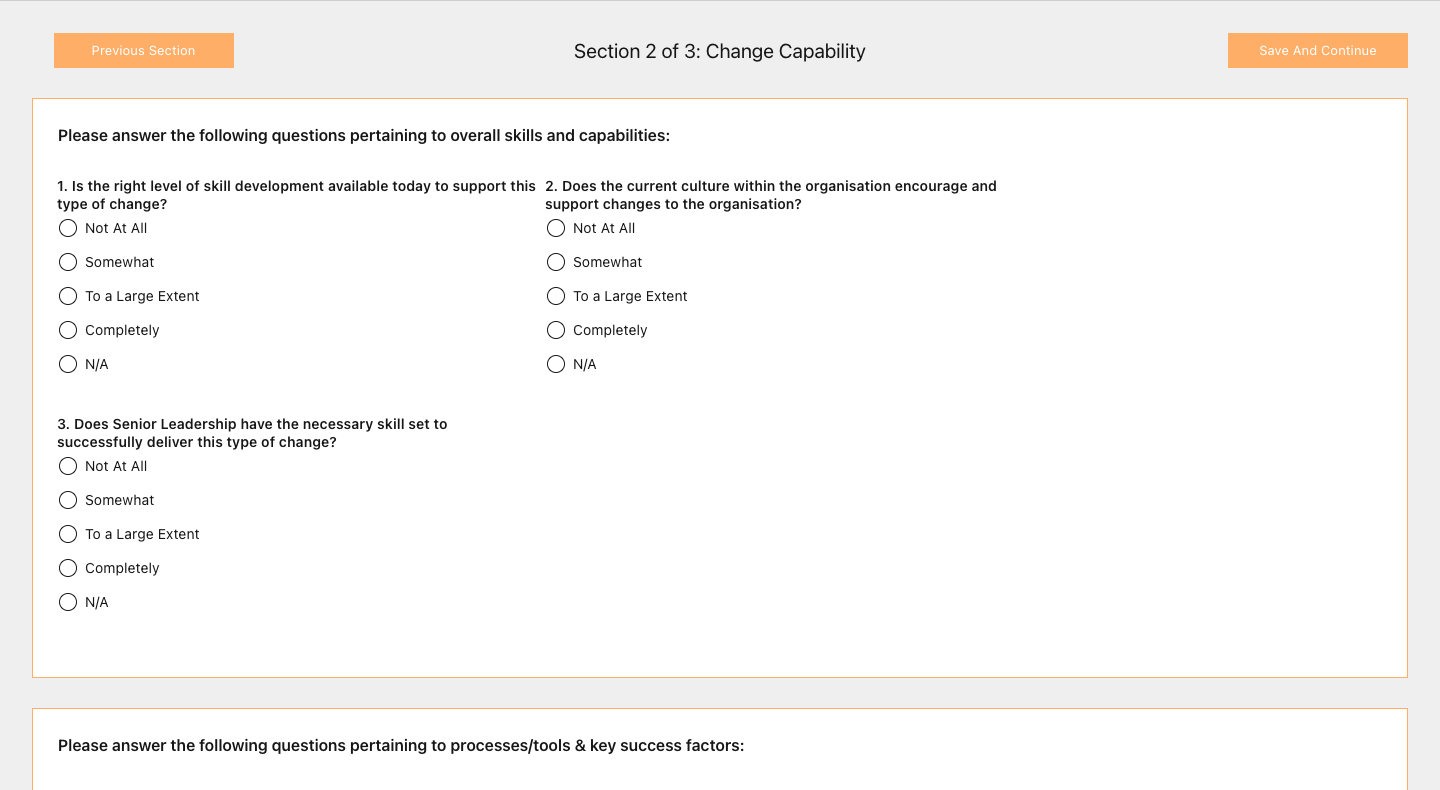 Previous Section
Section 2 of 3: Change Capability
Save And Continue
Please answer the following questions pertaining to overall skills and capabilities:
1. Is the right level of skill development available today to support this
type of change?
Not At All
Somewhat
To a Large Extent
Completely
N/A
2. Does the current culture within the organisation encourage and
support changes to the organisation?
Not At All
Somewhat
To a Large Extent
Completely
N/A
3. Does Senior Leadership have the necessary skill set to
successfully deliver this type of change?
Not At All
Somewhat
To a Large Extent
Completely
N/A
Please answer the following questions pertaining to processes/tools & key success factors: